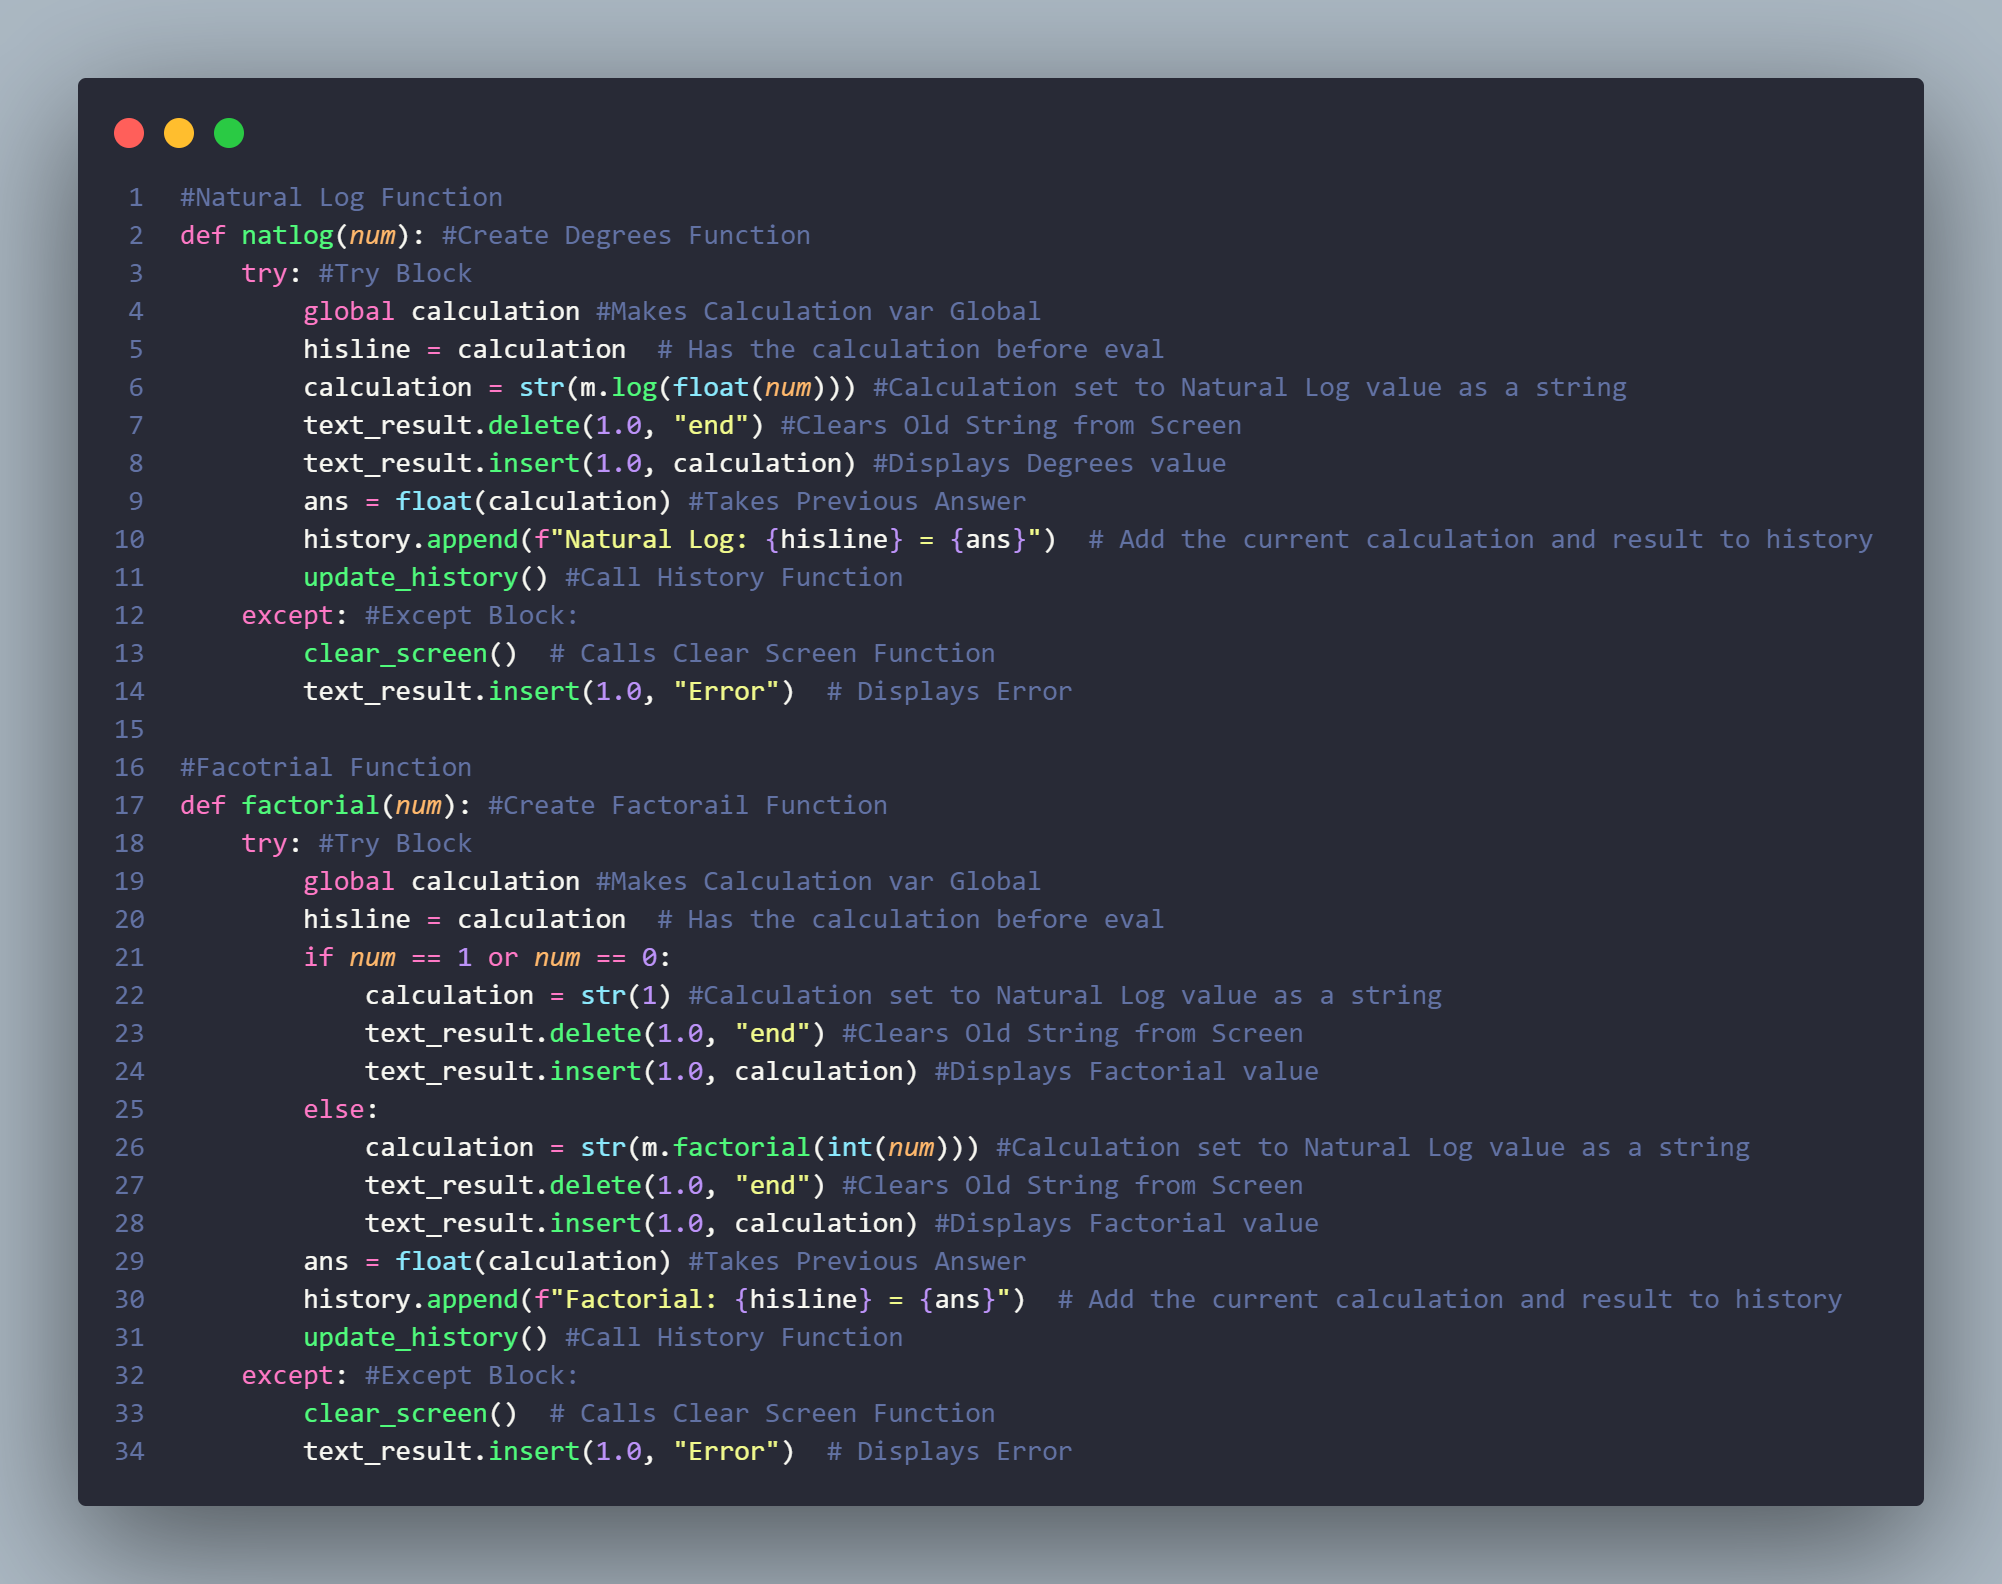 1 #Natural Log Function
2 def natlog(num): #Create Degrees Function
3     try: #Try Block
4         global calculation #Makes Calculation var Global
5         hisline = calculation  # Has the calculation before eval
6         calculation = str(m.log(float(num))) #Calculation set to Natural Log value as a string
7         text_result.delete(1.0, "end") #Clears Old String from Screen
8         text_result.insert(1.0, calculation) #Displays Degrees value
9         ans = float(calculation) #Takes Previous Answer
10         history.append(f"Natural Log: {hisline} = {ans}")  # Add the current calculation and result to history
11         update_history() #Call History Function
12     except: #Except Block:
13         clear_screen()  # Calls Clear Screen Function
14         text_result.insert(1.0, "Error")  # Displays Error
15
16 #Facotrial Function
17 def factorial(num): #Create Factorail Function
18     try: #Try Block
19         global calculation #Makes Calculation var Global
20         hisline = calculation  # Has the calculation before eval
21         if num == 1 or num == 0:
22             calculation = str(1) #Calculation set to Natural Log value as a string
23             text_result.delete(1.0, "end") #Clears Old String from Screen
24             text_result.insert(1.0, calculation) #Displays Factorial value
25         else:
26             calculation = str(m.factorial(int(num))) #Calculation set to Natural Log value as a string
27             text_result.delete(1.0, "end") #Clears Old String from Screen
28             text_result.insert(1.0, calculation) #Displays Factorial value
29         ans = float(calculation) #Takes Previous Answer
30         history.append(f"Factorial: {hisline} = {ans}")  # Add the current calculation and result to history
31         update_history() #Call History Function
32     except: #Except Block:
33         clear_screen()  # Calls Clear Screen Function
34         text_result.insert(1.0, "Error")  # Displays Error